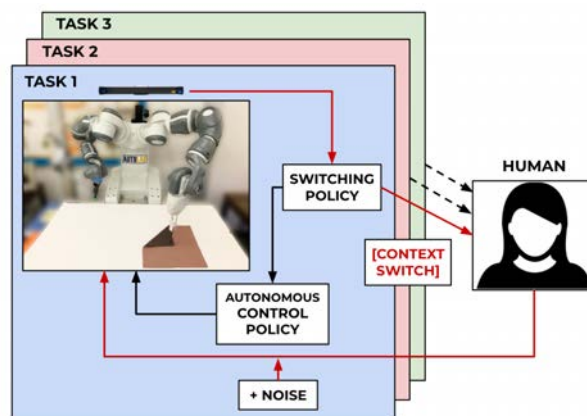 TASK 3
TASK 2
TASK 1
HUMAN
SWITCHING
POLICY
[CONTEXT
SWITCH]
AUTONOMOUS
CONTROL
POLICY
+ NOISE